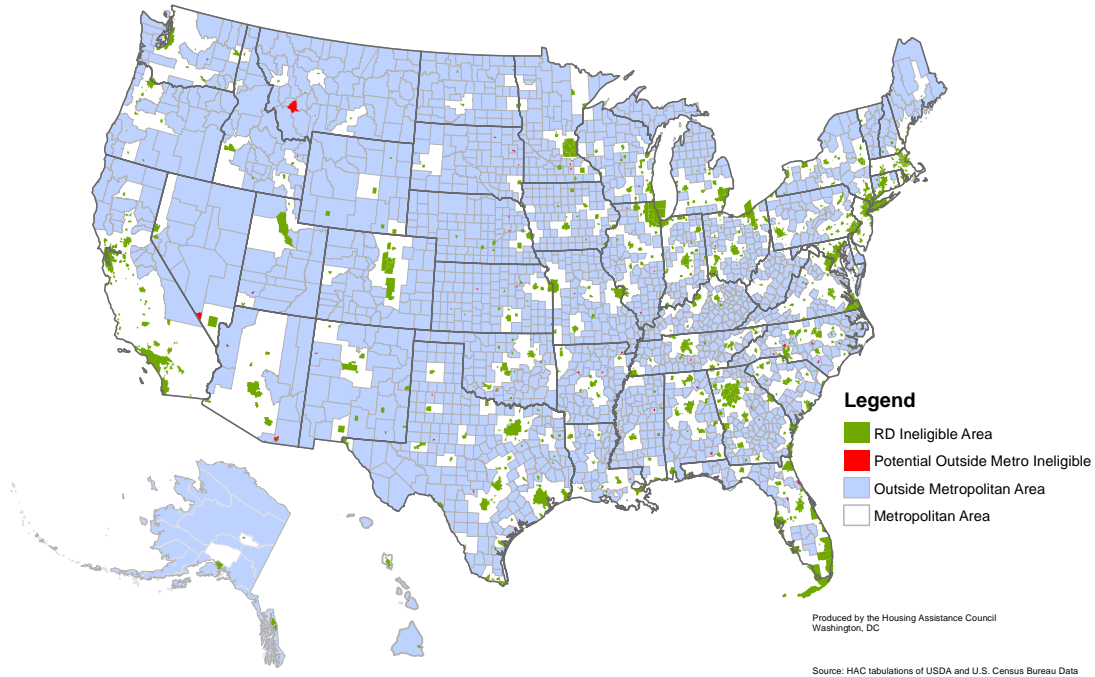 Legend
RD Ineligible Area
Potential Outside Metro Ineligible
Outside Metropolitan Area
Metropolitan Area
Produced by the Housing Assistance Council
Washington, DC
Source: HAC tabulations of USDA and U.S. Census Bureau Data